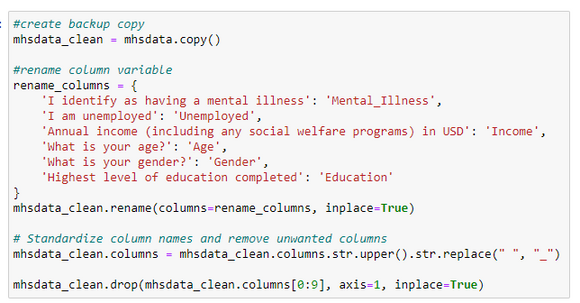 #create backup copy
mhsdata_clean = mhsdata.copy()
#rename column variable
rename_columns = {
    'I identify as having a mental illness': 'Mental_Illness',
    'I am unemployed': 'Unemployed',
    'Annual income (including any social welfare programs) in USD': 'Income',
    'What is your age?': 'Age',
    'What is your gender?': 'Gender',
    'Highest level of education completed': 'Education'
}
mhsdata_clean.rename(columns=rename_columns, inplace=True)
# Standardize column names and remove unwanted columns
mhsdata_clean.columns = mhsdata_clean.columns.str.upper().str.replace(" ", "_")
mhsdata_clean.drop(mhsdata_clean.columns[0:9], axis=1, inplace=True)